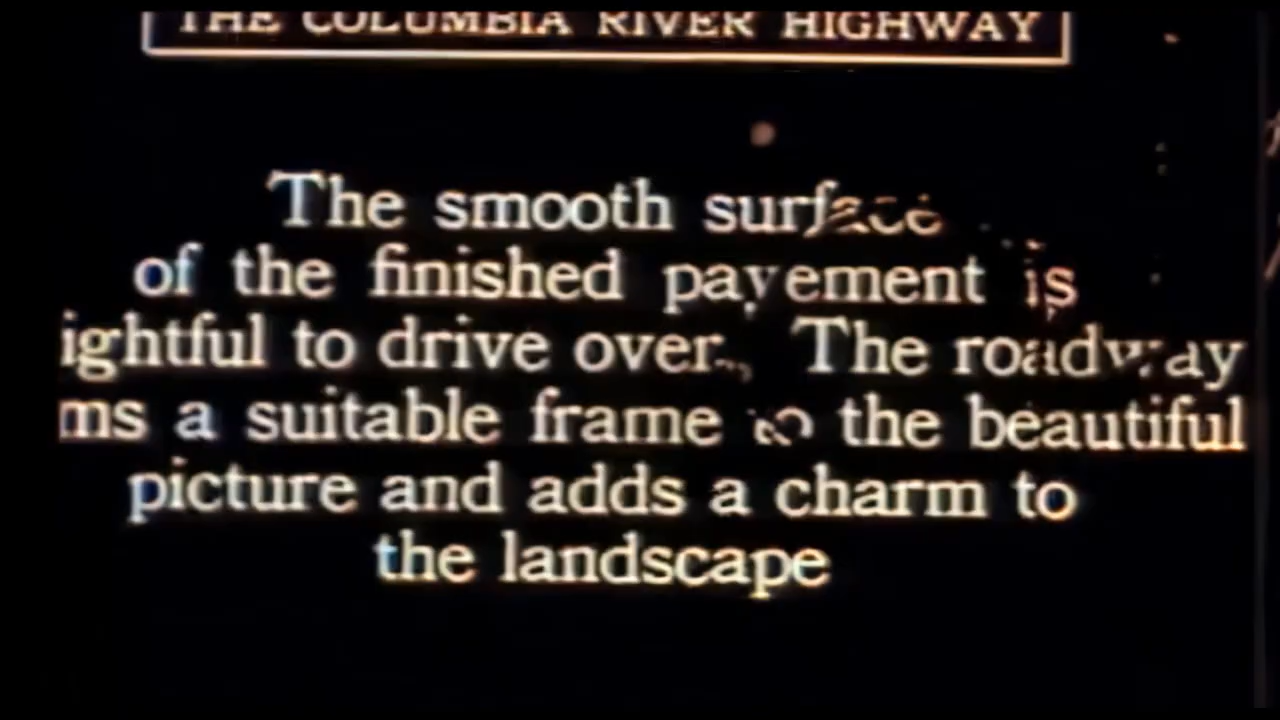 THE COLUMBIA RIVER HIGHWAY
The smooth surface
of the finished pavement is
ightful to drive over. The roadway
ms a suitable frame to the beautiful
picture and adds a charm to
the landscape